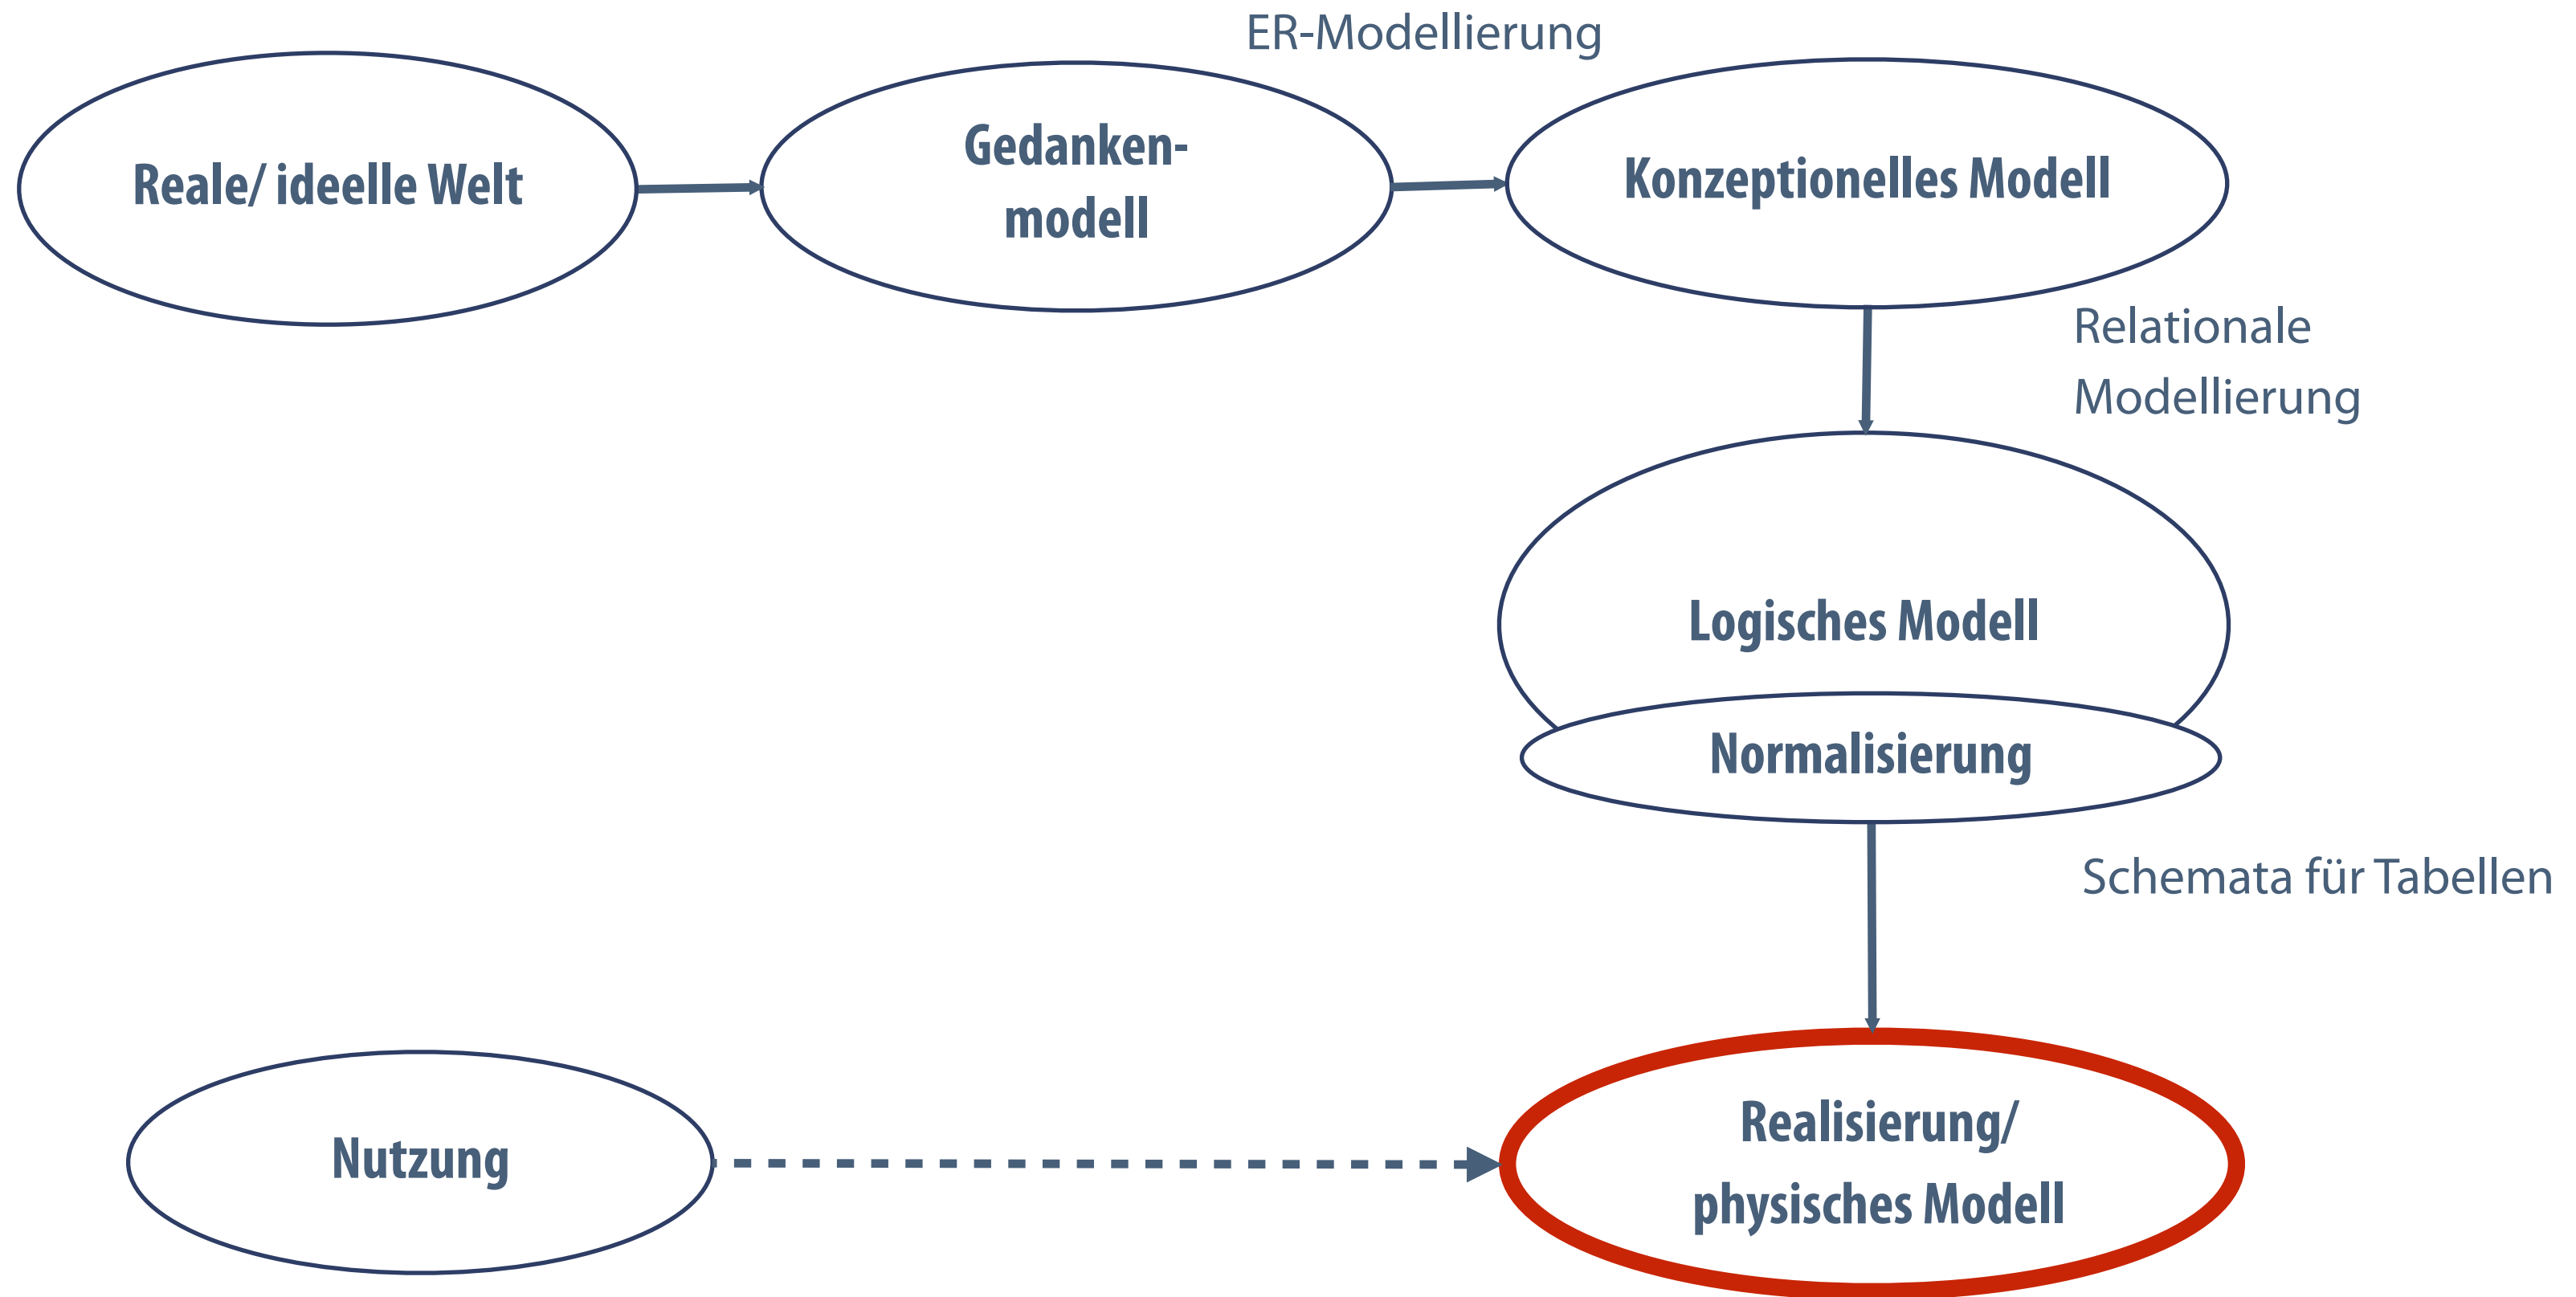 ER-Modellierung
Reale/ ideelle Welt
Gedanken-
modell
Konzeptionelles Modell
Relationale
Modellierung
Logisches Modell
Normalisierung
Schemata für Tabellen
Nutzung
Realisierung/
physisches Modell